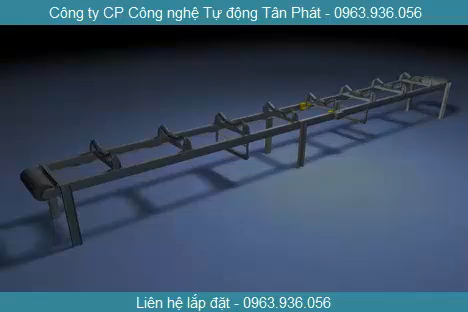 Công ty CP Công nghệ Tự động Tân Phát - 0963.936.056
Liên hệ lắp đặt - 0963.936.056